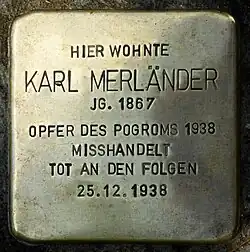 HIER WOHNTE
KARL MERLÄNDER
JG. 1867
OPFER DES POGROMS 1938
MISSHANDELT
TOT AN DEN FOLGEN
25.12.1938